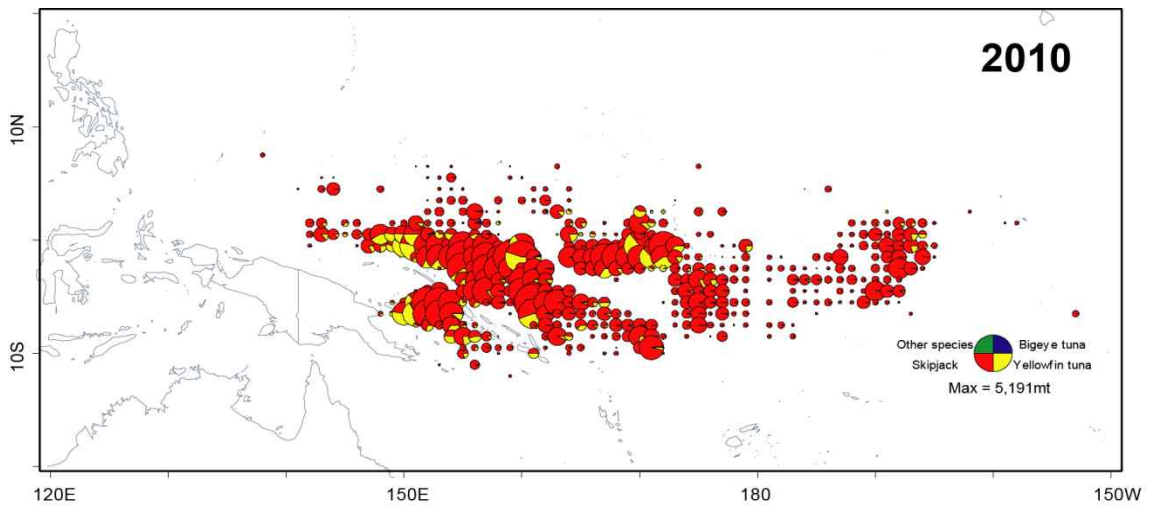 2010
10N
Other species Bigeye tuna
Skipjack Yellowfin tuna
10S
Max = 5,191mt
120E 150E 180 150W